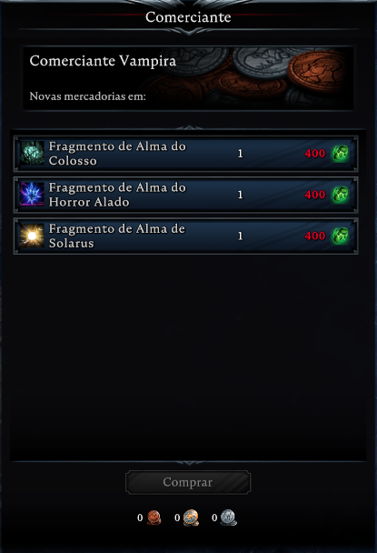 Comerciante
Comerciante Vampira
Novas mercadorias em:
Fragmento de Alma do
Colosso
1
400
Fragmento de Alma do
Horror Alado
1
400
Fragmento de Alma de
Solarus
1
400
Comprar
0 0 0